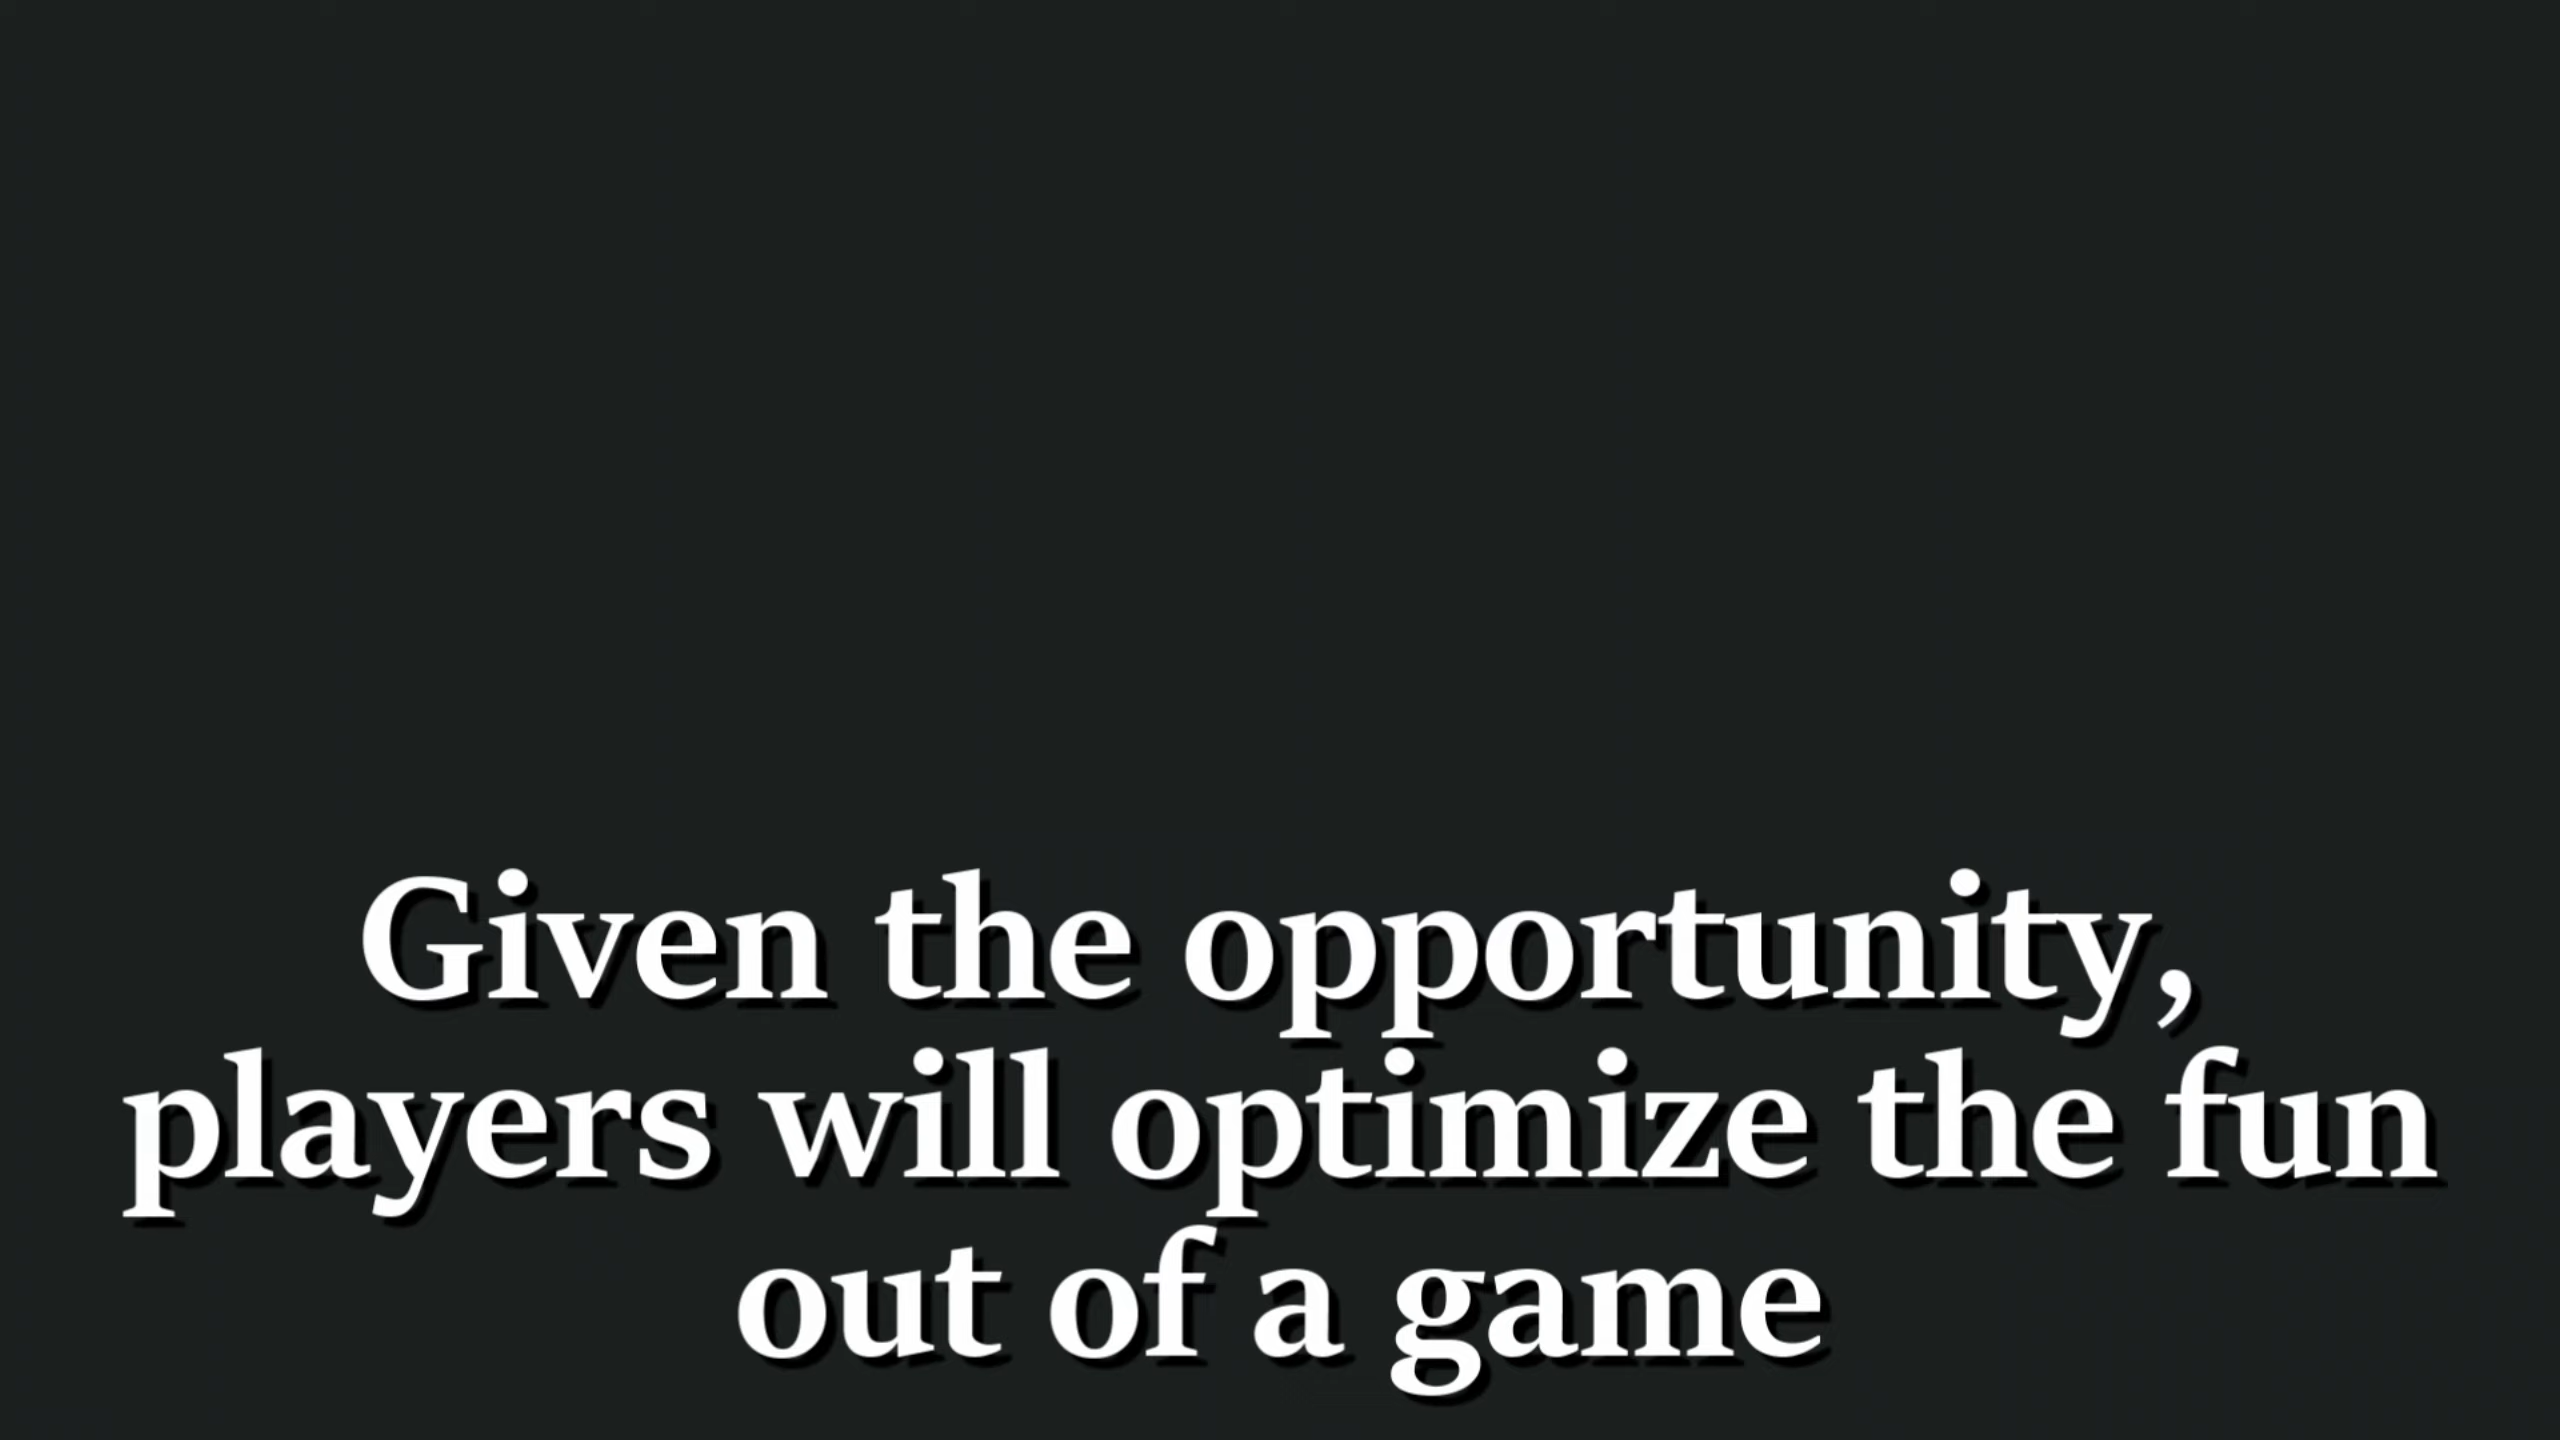 Given the opportunity,
players will optimize the fun
out of a game